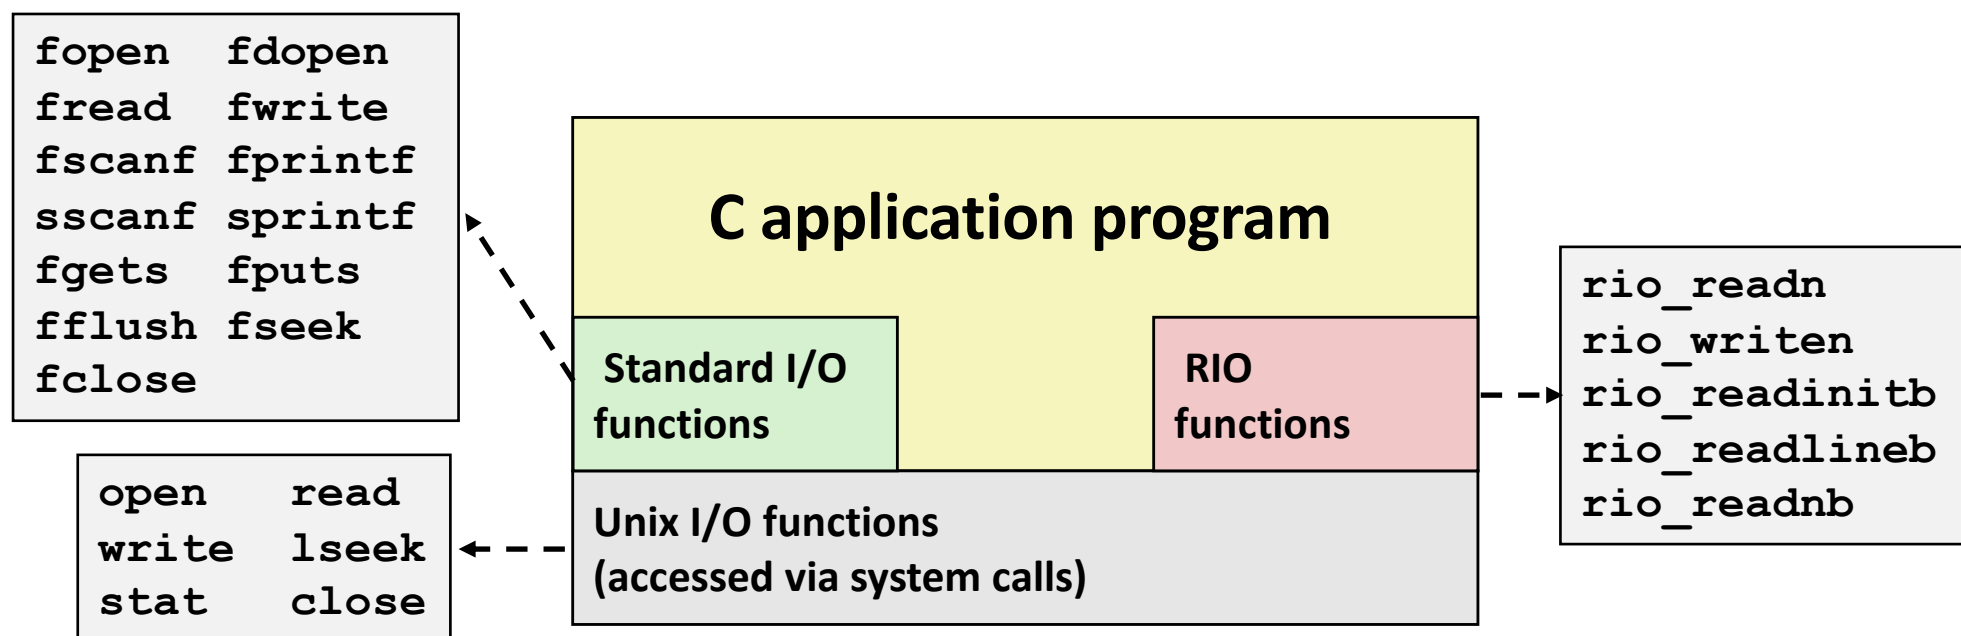 fopen fdopen
fread fwrite
fscanf fprintf
sscanf sprintf
fgets fputs
fflush fseek
fclose
C application program
Standard I/O
functions
RIO
functions
rio_readn
rio_writen
rio_readinitb
rio_readlineb
rio_readnb
open read
write lseek
stat close
Unix I/O functions
(accessed via system calls)